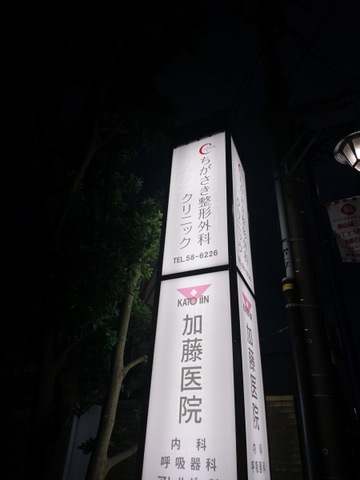 ちがさき整形外科
クリニック
TEL.58-6226
KATO IIN
加藤医院
内科
呼吸器科